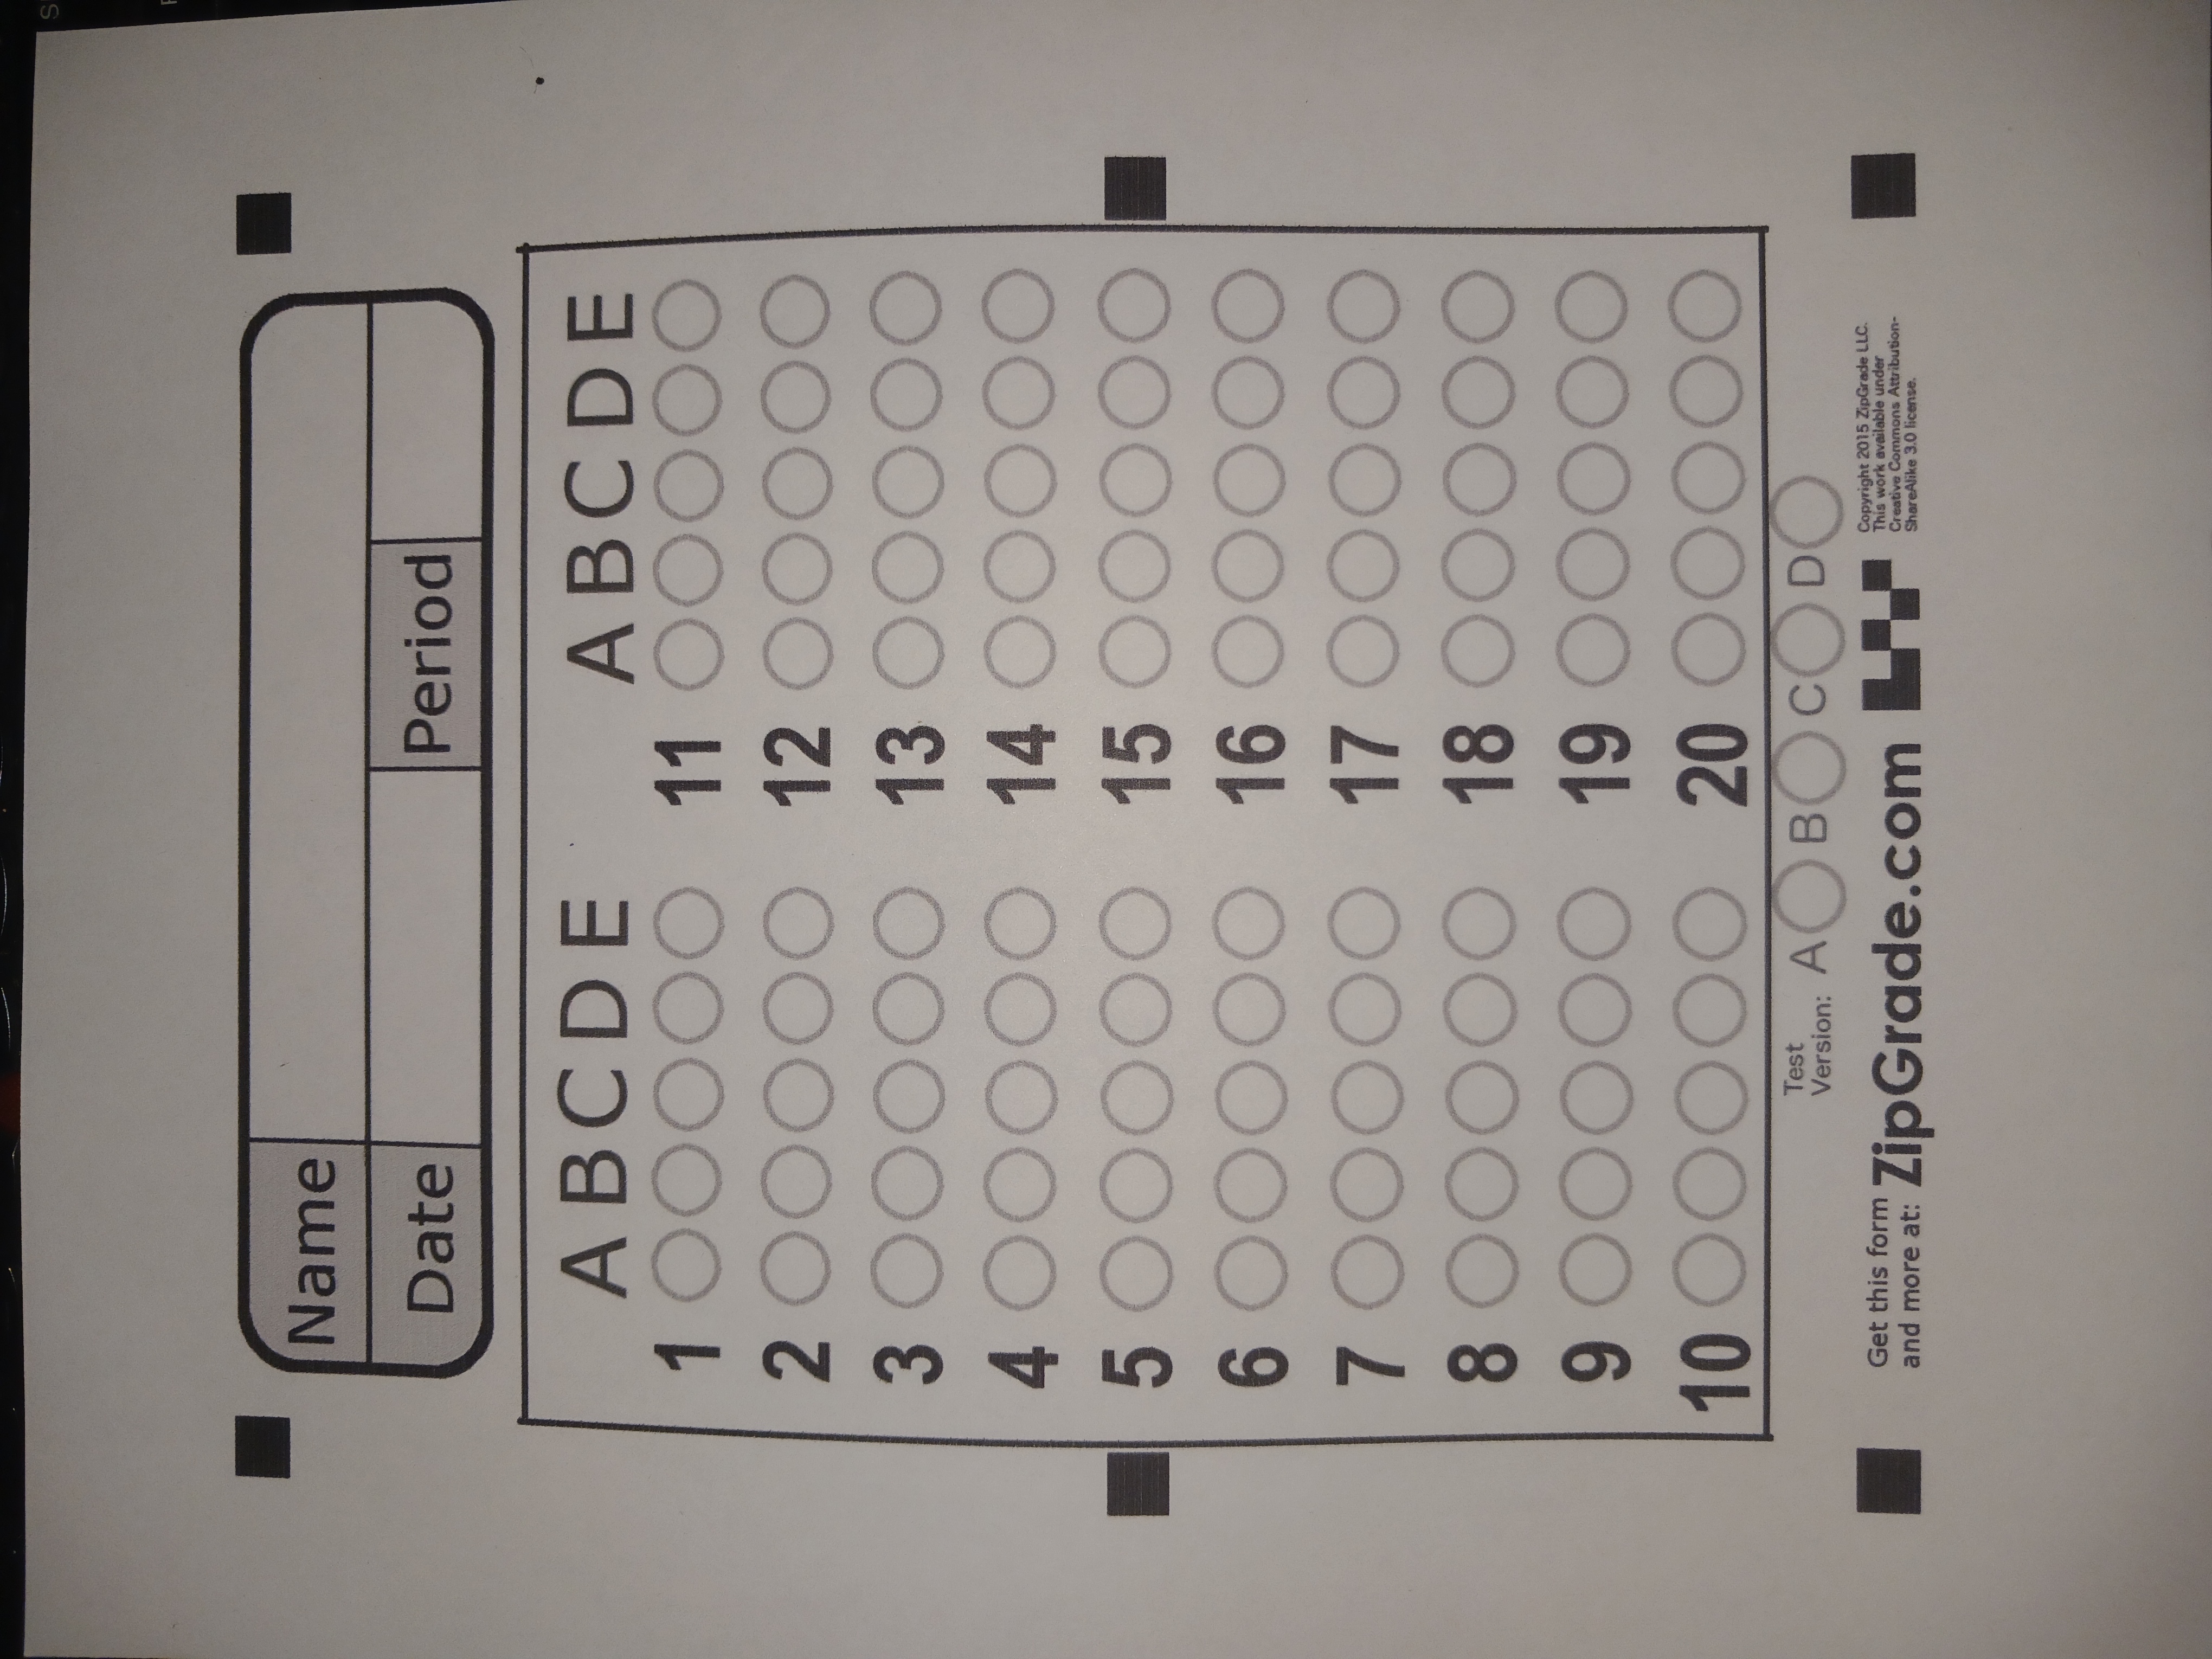 Name
Date Period
A B C D E A B C D E
1 11
2 12
3 13
4 14
5 15
6 16
7 17
8 18
9 19
10 20
Test
Version: A B C D
Get this form
and more at:
ZipGrade.com
Copyright 2015 ZipGrade LLC.
This work available under
Creative Commons Attribution-
ShareAlike 3.0 license.